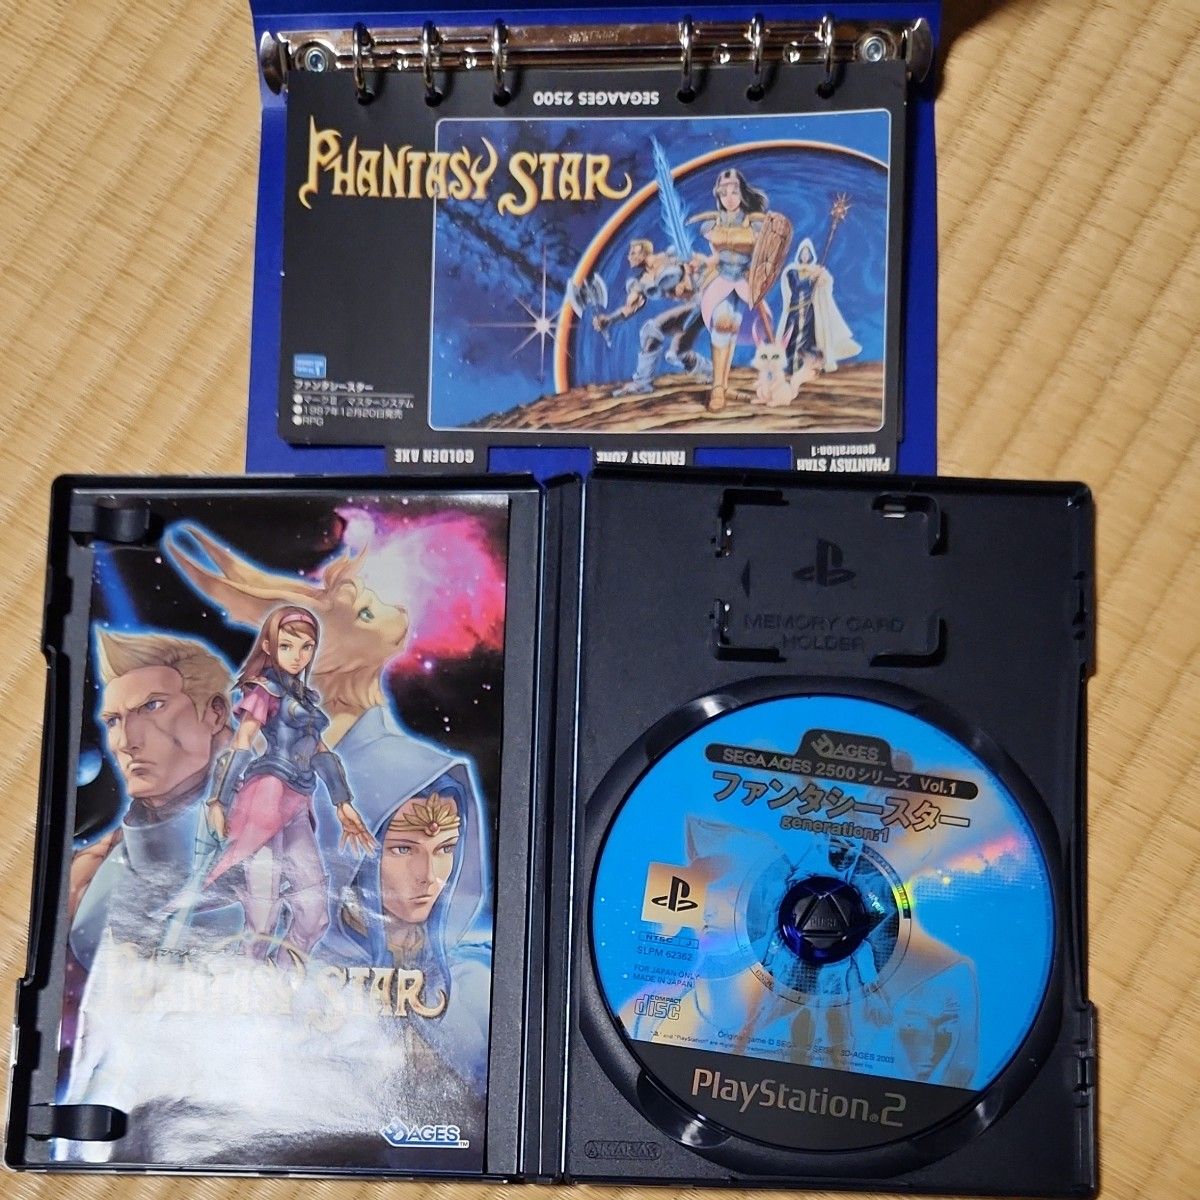 SEGAAGES 2500
PHANTASY STAR
ファンタシースター
●マークⅢ/マスターシステム
●1987年12月20日発売
●RPG
GOLDEN AXE
FANTASY ZONE
PHANTASY STAR
generation:1
MEMORY CARD
HOLDER
AGES
SEGA AGES 2500シリーズ Vol.1
ファンタシースター
generation:1
NTSC J
SLPM 62362
FOR JAPAN ONLY
MADE IN JAPAN
COMPACT
disc
PlayStation®2
PHANTASY STAR
AGES™